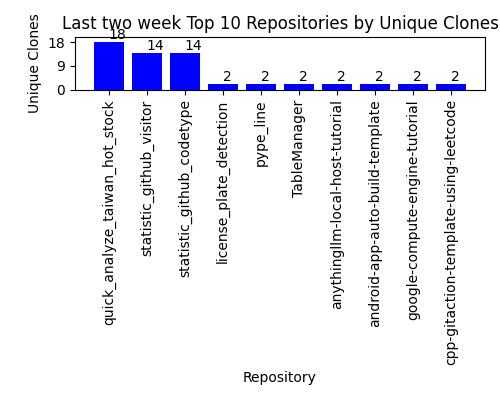 Last two week Top 10 Repositories by Unique Clones
Unique Clones
18
9
0
18
14
14
2
2
2
2
2
2
2
quick_analyze_taiwan_hot_stock
statistic_github_visitor
statistic_github_codetype
license_plate_detection
pype_line
TableManager
anythingllm-local-host-tutorial
android-app-auto-build-template
google-compute-engine-tutorial
cpp-gitaction-template-using-leetcode
Repository